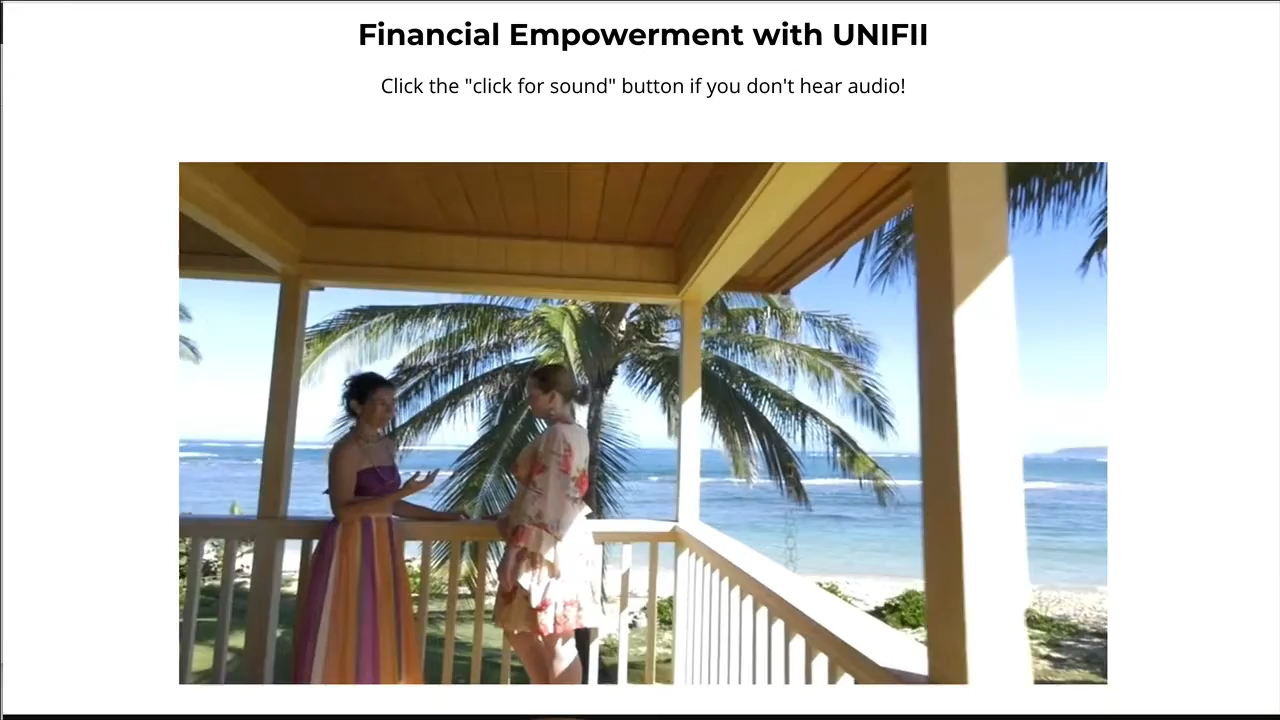 Financial Empowerment with UNIFII
Click the "click for sound" button if you don't hear audio!